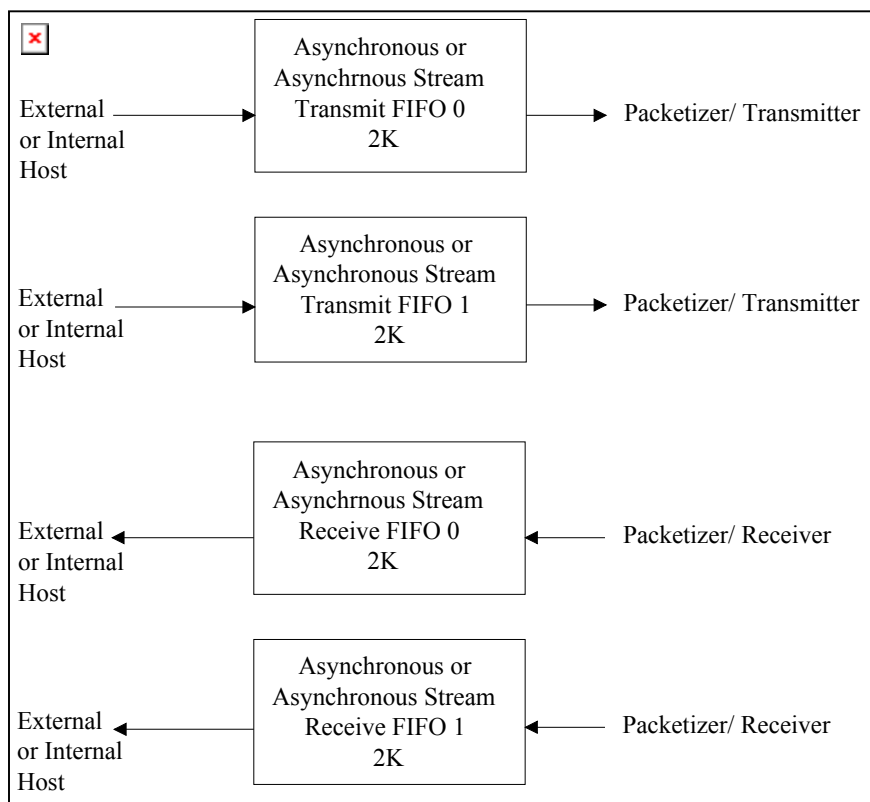 Asynchronous or
Asynchrnous Stream
Transmit FIFO 0
2K
External
or Internal
Host
Packetizer/ Transmitter
Asynchronous or
Asynchronous Stream
Transmit FIFO 1
2K
External
or Internal
Host
Packetizer/ Transmitter
Asynchronous or
Asynchrnous Stream
Receive FIFO 0
2K
External
or Internal
Host
Packetizer/ Receiver
Asynchronous or
Asynchronous Stream
Receive FIFO 1
2K
External
or Internal
Host
Packetizer/ Receiver